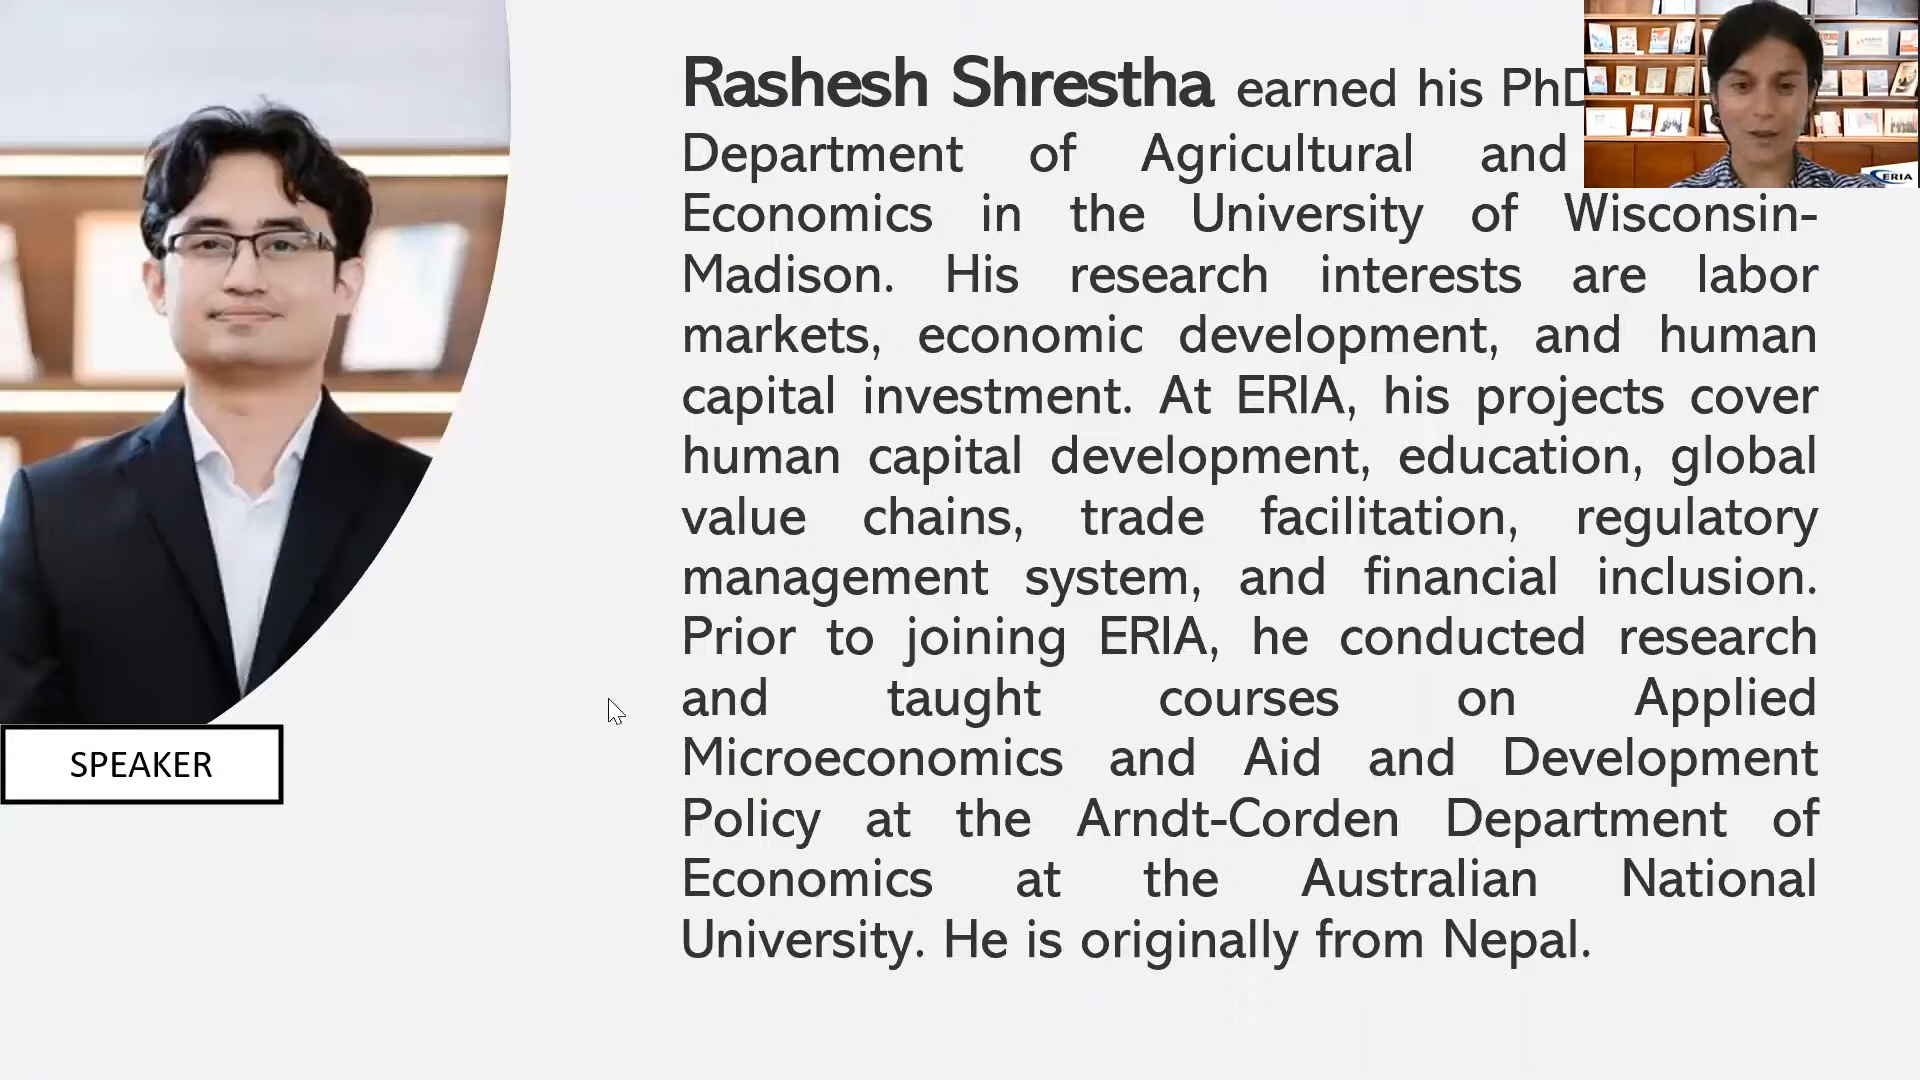 Rashesh Shrestha earned his PhD
Department of Agricultural and
Economics in the University of Wisconsin-
Madison. His research interests are labor
markets, economic development, and human
capital investment. At ERIA, his projects cover
human capital development, education, global
value chains, trade facilitation, regulatory
management system, and financial inclusion.
Prior to joining ERIA, he conducted research
and taught courses on Applied
Microeconomics and Aid and Development
Policy at the Arndt-Corden Department of
Economics at the Australian National
University. He is originally from Nepal.
SPEAKER
ERIA